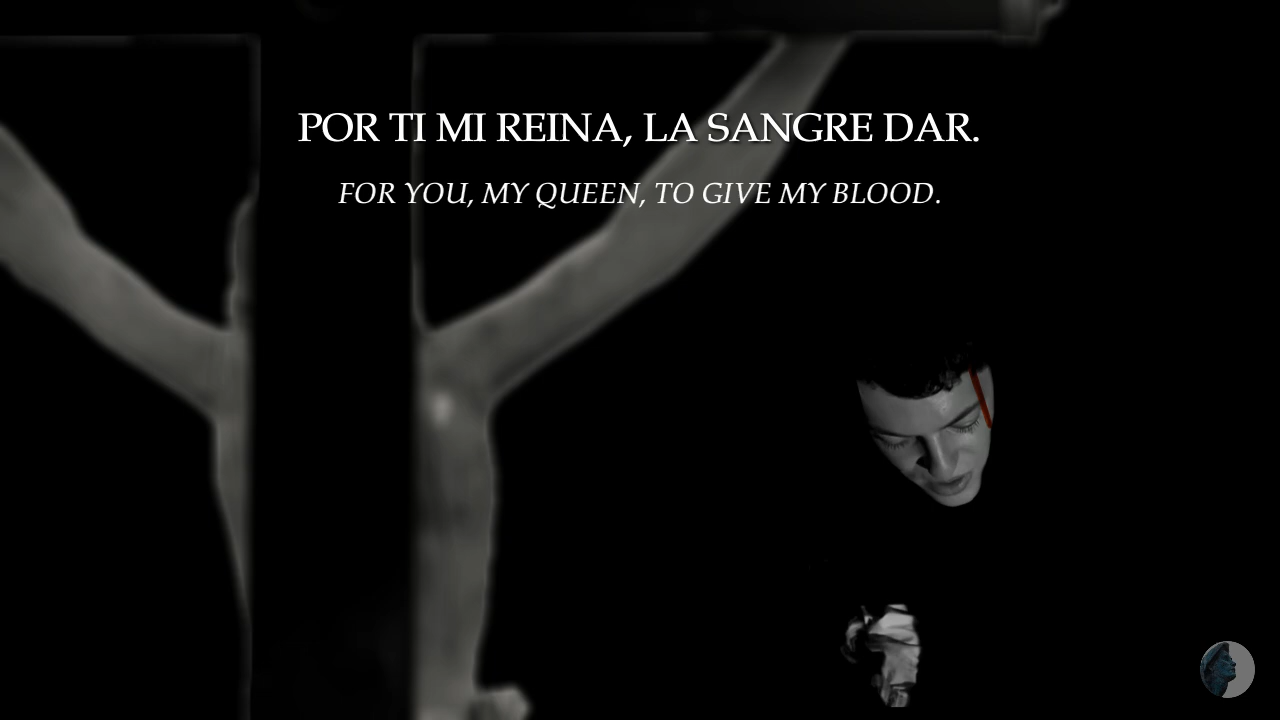 POR TI MI REINA, LA SANGRE DAR.
FOR YOU, MY QUEEN, TO GIVE MY BLOOD.